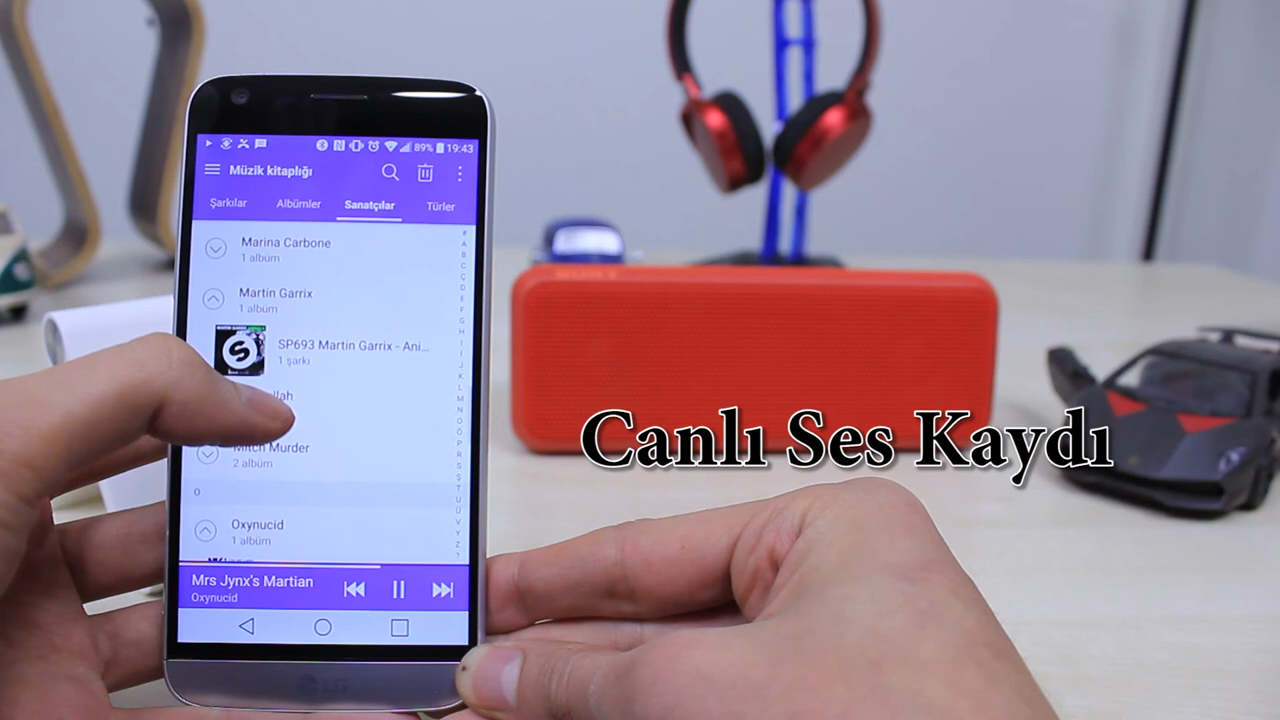 89% 19:43
Müzik kitaplığı
Şarkılar Albümler Sanatçılar Türler
Marina Carbone
1 albüm
Martin Garrix
1 albüm
SP693 Martin Garrix - Ani...
1 şarkı
Mitch Murder
2 albüm
O
Oxynucid
1 albüm
Mrs Jynx's Martian
Oxynucid
LG
Canlı Ses Kaydı